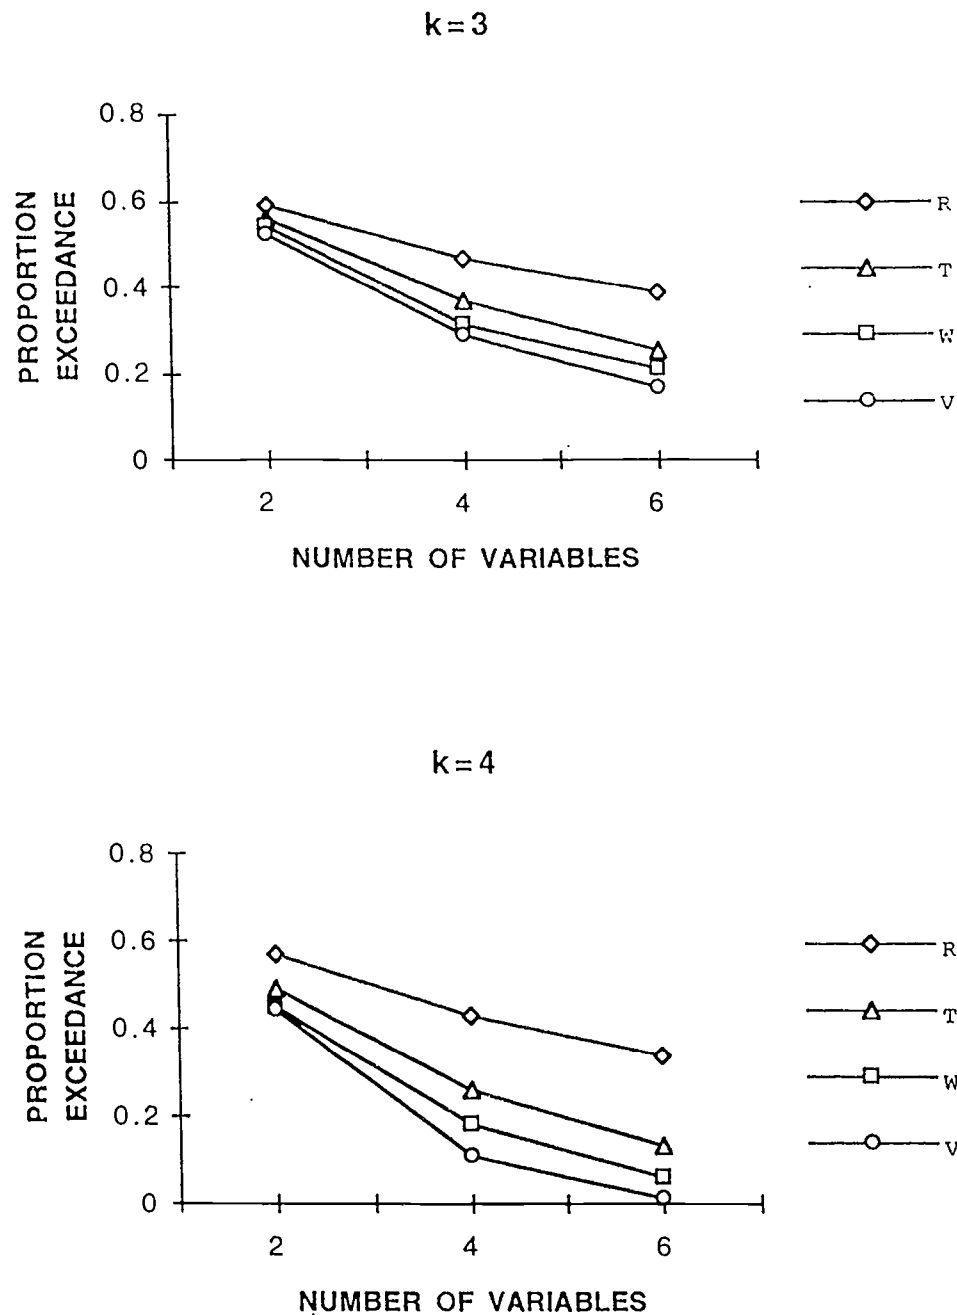 k=3
0.8
0.6
0.4
0.2
0
PROPORTION
EXCEEDANCE
2 4 6
NUMBER OF VARIABLES
R
T
W
V
k=4
0.8
0.6
0.4
0.2
0
PROPORTION
EXCEEDANCE
2 4 6
NUMBER OF VARIABLES
R
T
W
V